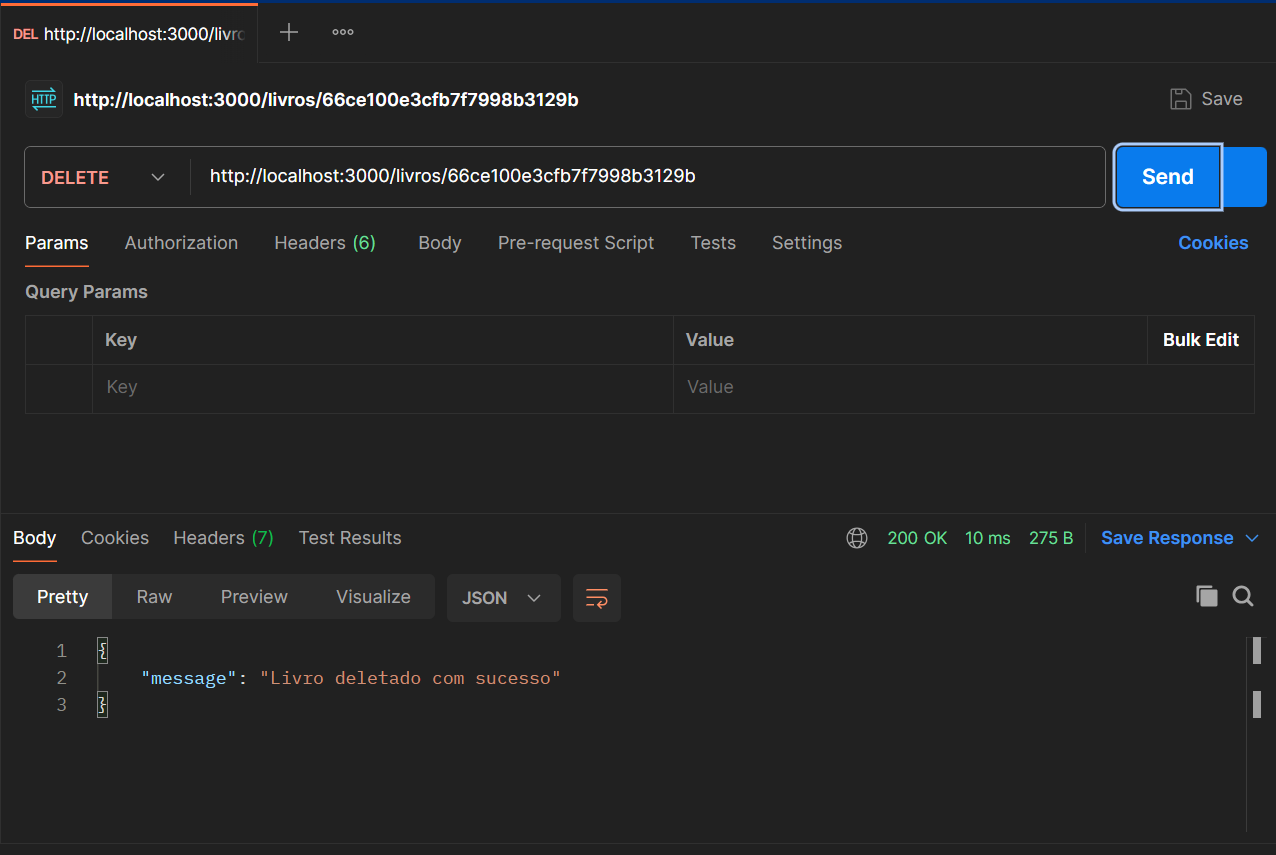 DEL http://localhost:3000/livro
HTTP http://localhost:3000/livros/66ce100e3cfb7f7998b3129b Save
DELETE http://localhost:3000/livros/66ce100e3cfb7f7998b3129b Send
Params Authorization Headers (6) Body Pre-request Script Tests Settings Cookies
Query Params
Key Value Bulk Edit
Key Value
Body Cookies Headers (7) Test Results 200 OK 10 ms 275 B Save Response
Pretty Raw Preview Visualize JSON
1 {
2 "message": "Livro deletado com sucesso"
3 }